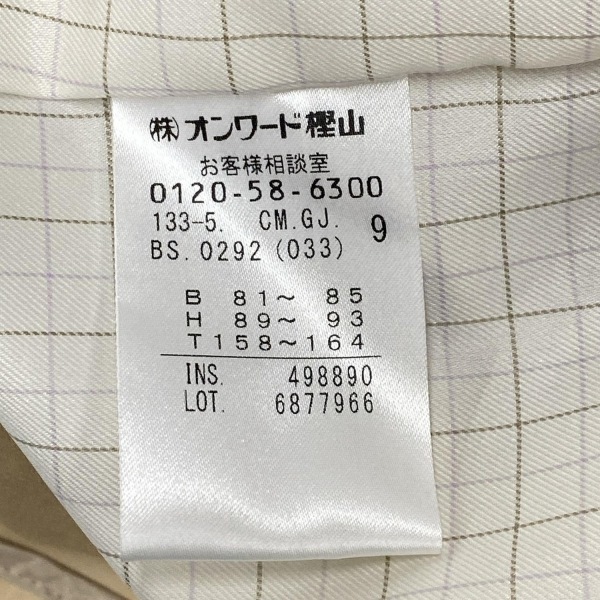 ㈱オンワード樫山
お客様相談室
0120-58-6300
133-5. CM.GJ. 9
BS.0292(033)
B 81～ 85
H 89～ 93
T 158～164
INS. 498890
LOT. 6877966